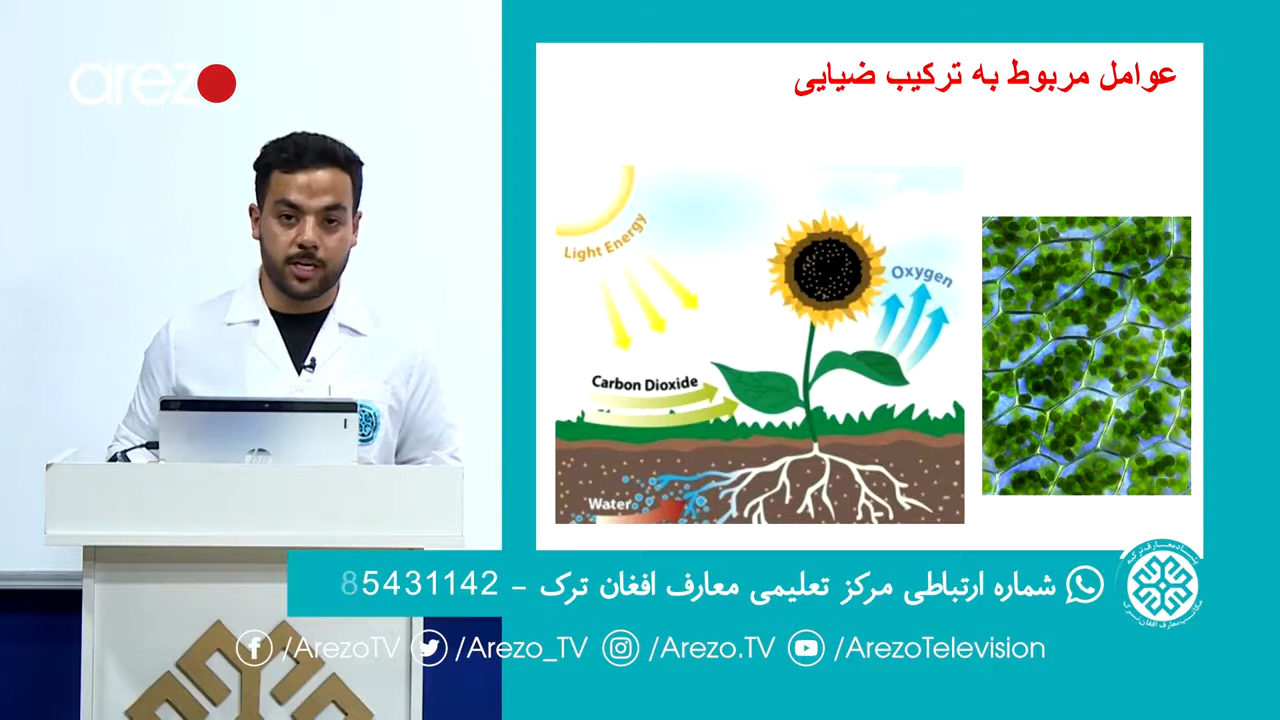 arezo
عوامل مربوط به ترکیب ضیایی
Light Energy
Oxygen
Carbon Dioxide
Water
hp
شماره ارتباطی مرکز تعلیمی معارف افغان ترک - 85431142
/ArezoTV /Arezo_TV /Arezo.TV /ArezoTelevision